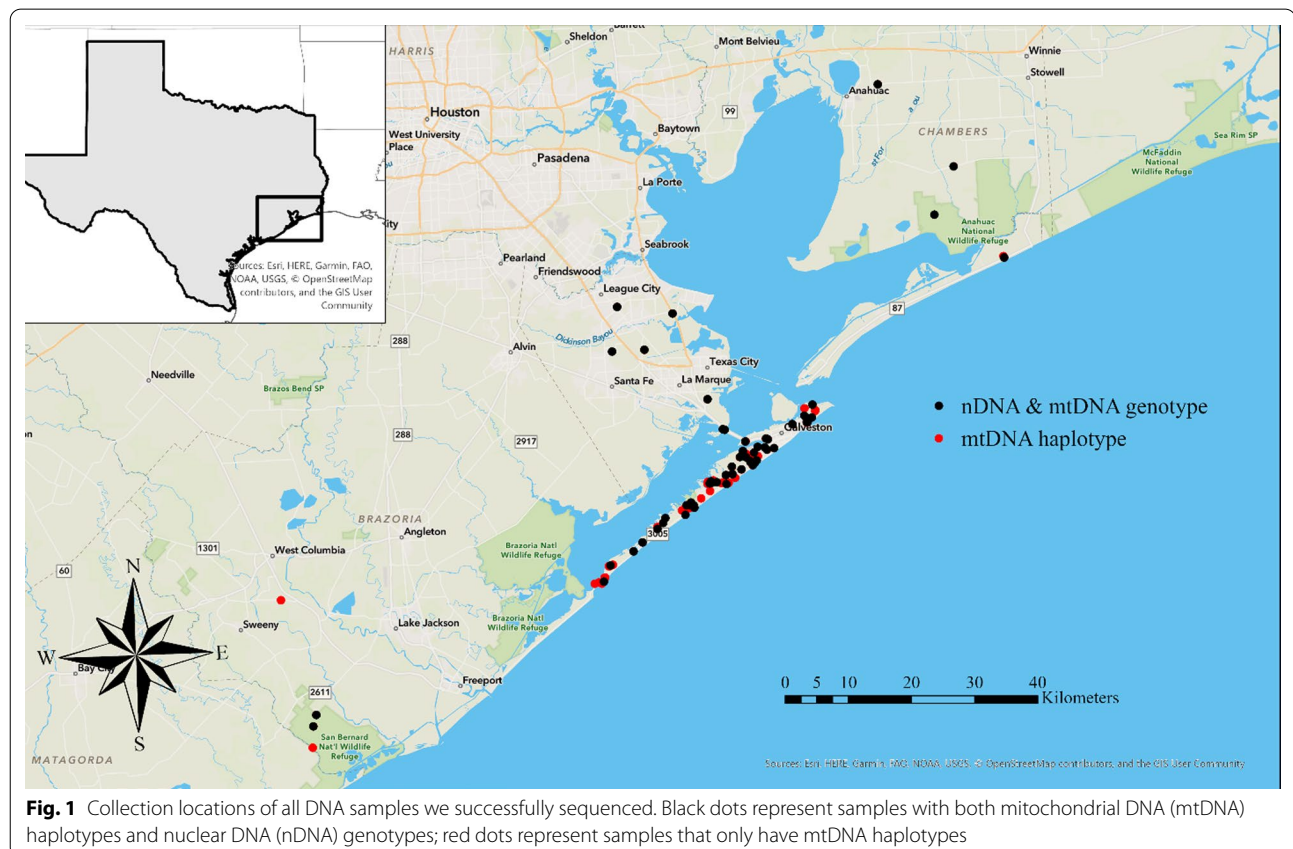 Barrett
Sheldon
Mont Belvieu
HARRIS
Winnie
Stowell
Anahuac
Houston
99
West University
Place
Baytown
CHAMBERS
Sea Rim SP
McFaddin
National
Wildlife Refuge
Pasadena
La Porte
Anahuac
National
Wildlife Refuge
Seabrook
Pearland
Friendswood
League City
Sources: Esri, HERE, Garmin, FAO,
NOAA, USGS, © OpenStreetMap
contributors, and the GIS User
Community
87
288
Dickinson Bayou
Alvin
Texas City
Needville
Santa Fe
La Marque
Brazos Bend SP
nDNA & mtDNA genotype
Galveston
288
2917
mtDNA haplotype
BRAZORIA
Angleton
3005
1301
West Columbia
Brazoria Natl
Wildlife Refuge
60
N
Sweeny
Lake Jackson
Brazoria Natl
Wildlife Refuge
W
E
Bay City
Freeport
2611
0 5 10 20 30 40
Kilometers
S
San Bernard
Nat'l Wildlife
Refuge
MATAGORDA
Sources: Esri, HERE, Garmin, FAO, NOAA, USGS, © OpenStreetMap contributors, and the GIS User Community
Fig. 1 Collection locations of all DNA samples we successfully sequenced. Black dots represent samples with both mitochondrial DNA (mtDNA)
haplotypes and nuclear DNA (nDNA) genotypes; red dots represent samples that only have mtDNA haplotypes